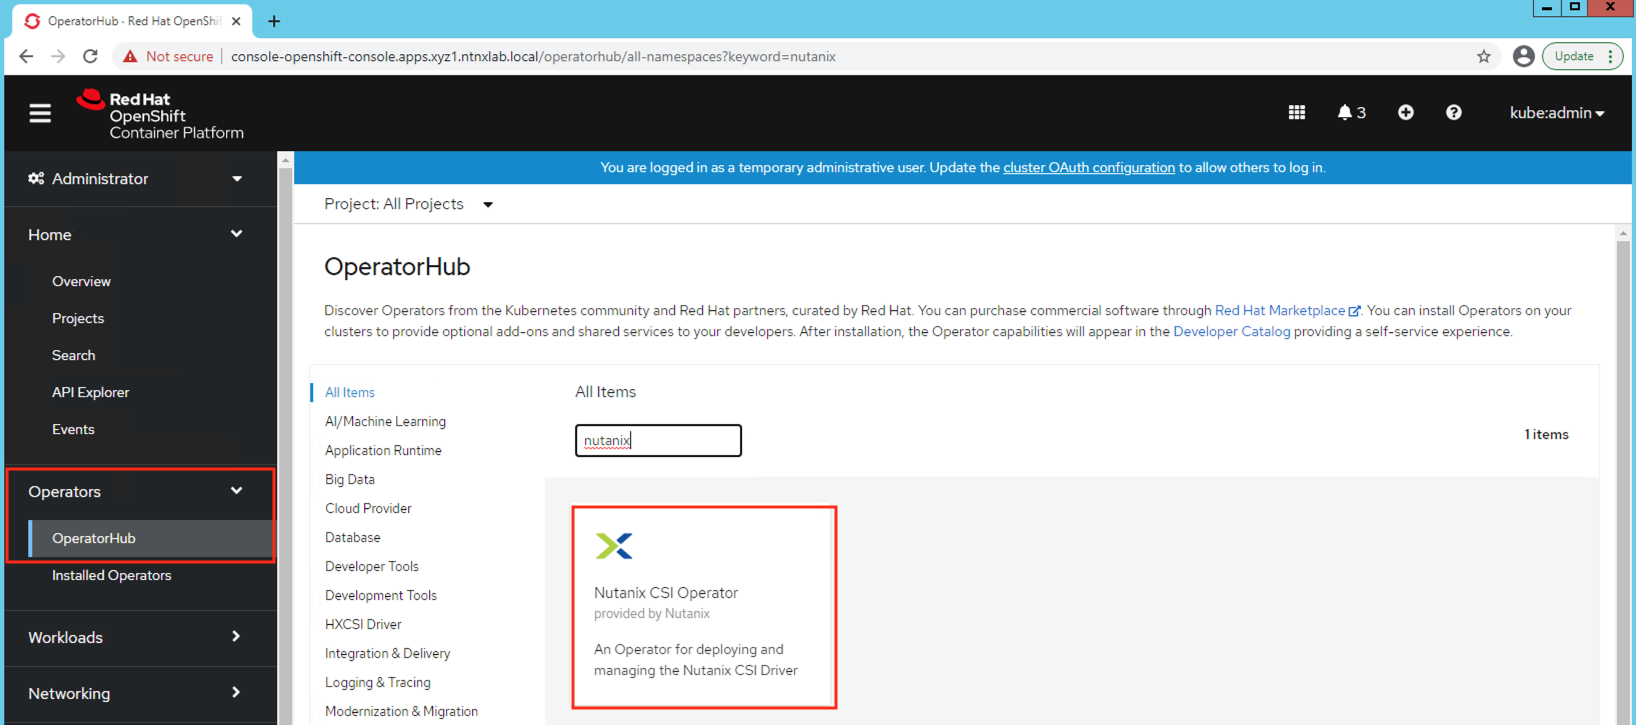 OperatorHub · Red Hat OpenShi
Not secure
console-openshift-console.apps.xyz1.ntnxlab.local/operatorhub/all-namespaces?keyword=nutanix
Update
Red Hat
OpenShift
Container Platform
3
kube:admin
Administrator
You are logged in as a temporary administrative user. Update the cluster OAuth configuration to allow others to log in.
Project: All Projects
Home
Overview
Projects
Search
API Explorer
Events
Operators
OperatorHub
Installed Operators
Workloads
Networking
OperatorHub
Discover Operators from the Kubernetes community and Red Hat partners, curated by Red Hat. You can purchase commercial software through Red Hat Marketplace. You can install Operators on your
clusters to provide optional add-ons and shared services to your developers. After installation, the Operator capabilities will appear in the Developer Catalog providing a self-service experience.
All Items
AI/Machine Learning
Application Runtime
Big Data
Cloud Provider
Database
Developer Tools
Development Tools
HXCSI Driver
Integration & Delivery
Logging & Tracing
Modernization & Migration
All Items
nutanix
1 items
Nutanix CSI Operator
provided by Nutanix
An Operator for deploying and
managing the Nutanix CSI Driver